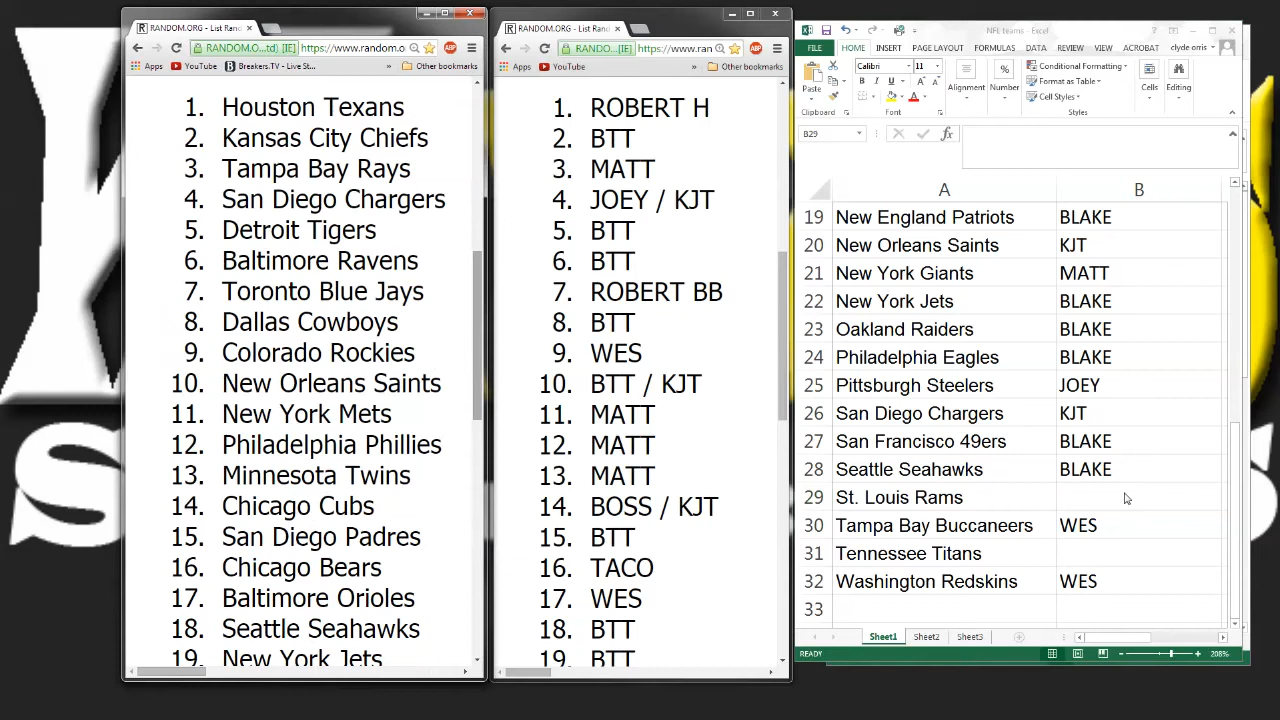 RANDOM.ORG - List Ran
RANDOM.O...td) [IE] https://www.random.o
Apps YouTube Breakers.TV - Live St... » Other bookmarks
1. Houston Texans
2. Kansas City Chiefs
3. Tampa Bay Rays
4. San Diego Chargers
5. Detroit Tigers
6. Baltimore Ravens
7. Toronto Blue Jays
8. Dallas Cowboys
9. Colorado Rockies
10. New Orleans Saints
11. New York Mets
12. Philadelphia Phillies
13. Minnesota Twins
14. Chicago Cubs
15. San Diego Padres
16. Chicago Bears
17. Baltimore Orioles
18. Seattle Seahawks
19. New York Jets
RANDOM.ORG - List Ran
RANDO...[IE] https://www.ran
Apps YouTube » Other bookmarks
1. ROBERT H
2. BTT
3. MATT
4. JOEY / KJT
5. BTT
6. BTT
7. ROBERT BB
8. BTT
9. WES
10. BTT / KJT
11. MATT
12. MATT
13. MATT
14. BOSS / KJT
15. BTT
16. TACO
17. WES
18. BTT
19. BTT
NFL teams - Excel
FILE HOME INSERT PAGE LAYOUT FORMULAS DATA REVIEW VIEW ACROBAT clyde orris
Calibri 11
Paste
B I U
Clipboard Font
Alignment
Number
Conditional Formatting
Format as Table
Cell Styles
Styles
Cells
Editing
B29 fx
A B
19 New England Patriots BLAKE
20 New Orleans Saints KJT
21 New York Giants MATT
22 New York Jets BLAKE
23 Oakland Raiders BLAKE
24 Philadelphia Eagles BLAKE
25 Pittsburgh Steelers JOEY
26 San Diego Chargers KJT
27 San Francisco 49ers BLAKE
28 Seattle Seahawks BLAKE
29 St. Louis Rams
30 Tampa Bay Buccaneers WES
31 Tennessee Titans
32 Washington Redskins WES
33
Sheet1 Sheet2 Sheet3
READY 208%